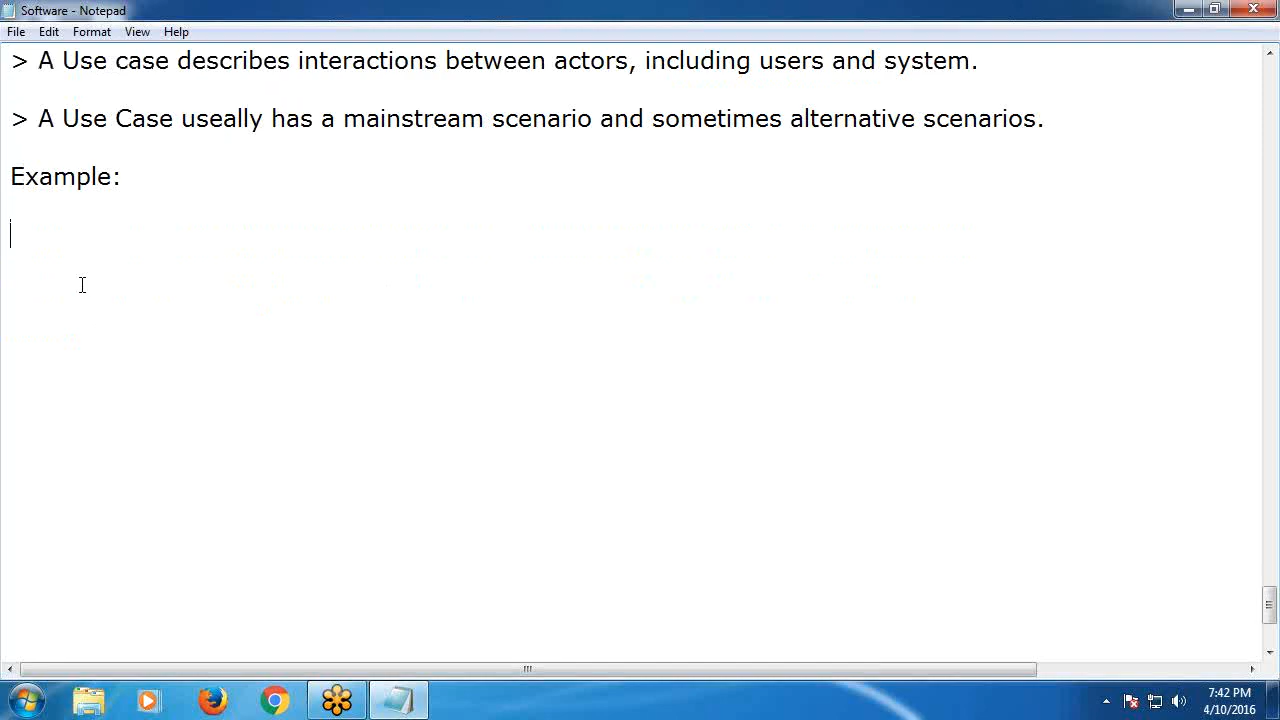 Software - Notepad
File Edit Format View Help
> A Use case describes interactions between actors, including users and system.
> A Use Case useally has a mainstream scenario and sometimes alternative scenarios.
Example:
7:42 PM
4/10/2016